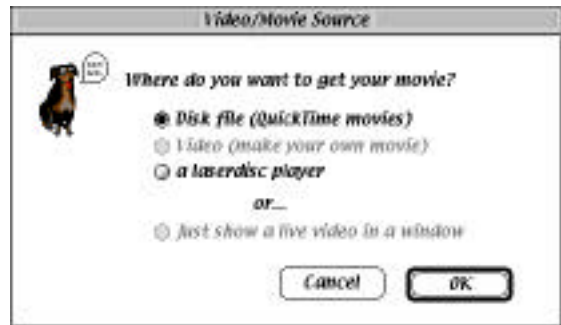 Video/Movie Source
Where do you want to get your movie?
Disk file (QuickTime movies)
Video (make your own movie)
a laserdisc player
or...
Just show a live video in a window
Cancel
OK